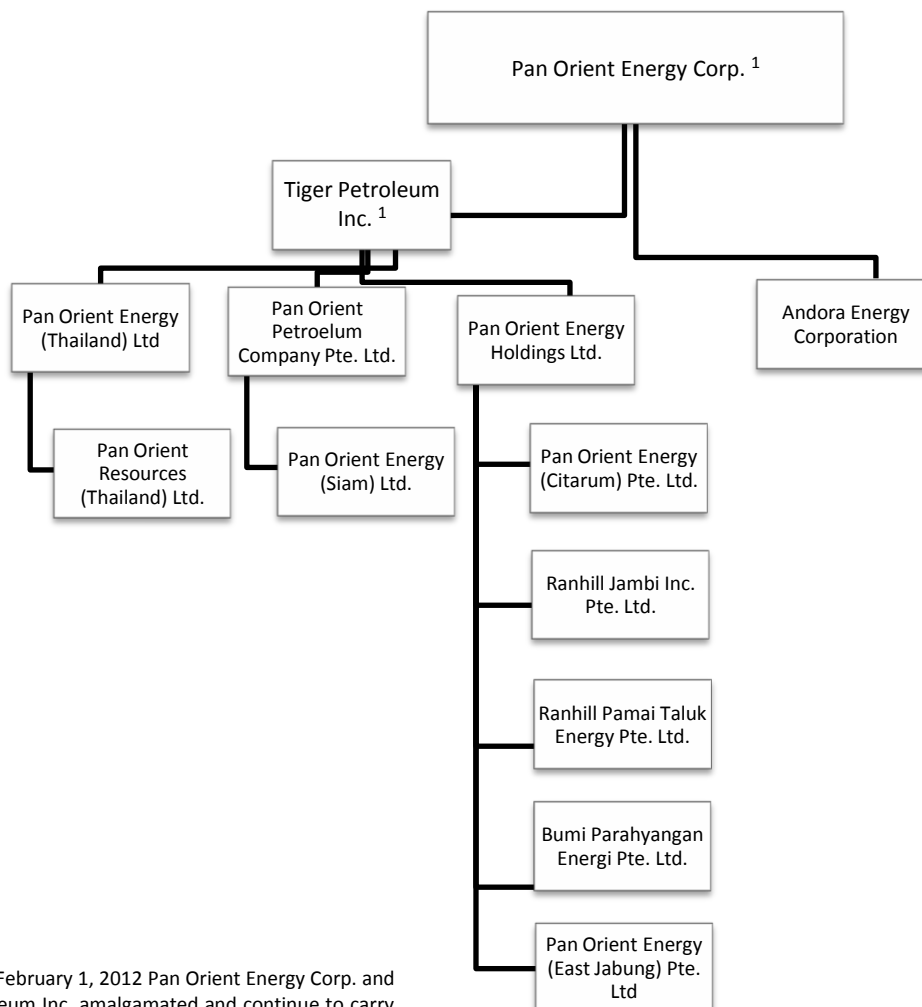 Pan Orient Energy Corp. 1
Tiger Petroleum
Inc. 1
Pan Orient Energy
(Thailand) Ltd
Pan Orient
Petroelum
Company Pte. Ltd.
Pan Orient Energy
Holdings Ltd.
Andora Energy
Corporation
Pan Orient
Resources
(Thailand) Ltd.
Pan Orient Energy
(Siam) Ltd.
Pan Orient Energy
(Citarum) Pte. Ltd.
Ranhill Jambi Inc.
Pte. Ltd.
Ranhill Pamai Taluk
Energy Pte. Ltd.
Bumi Parahyangan
Energi Pte. Ltd.
Pan Orient Energy
(East Jabung) Pte.
Ltd
February 1, 2012 Pan Orient Energy Corp. and
eum Inc. amalgamated and continue to carry